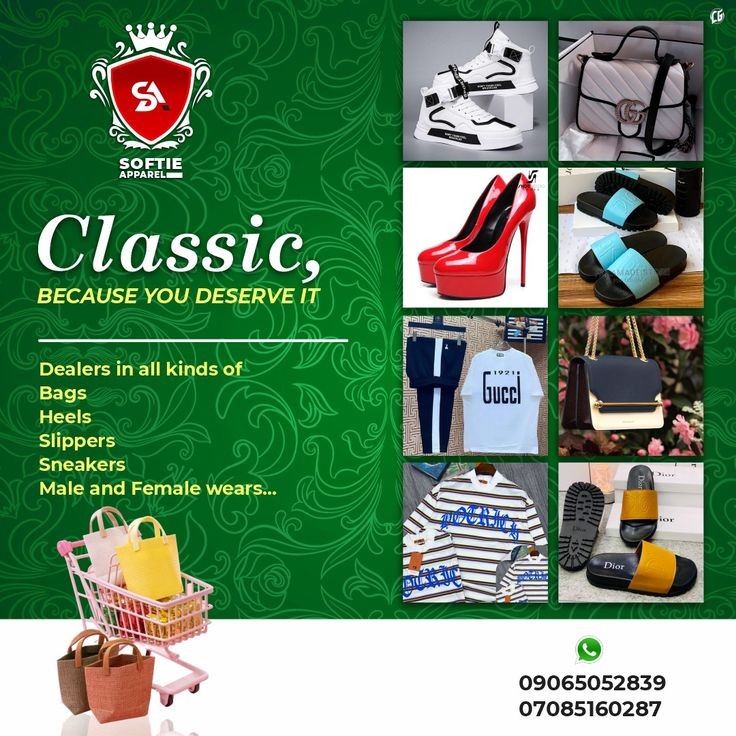 SA
SOFTIE
APPAREL
Classic,
BECAUSE YOU DESERVE IT
Dealers in all kinds of
Bags
Heels
Slippers
Sneakers
Male and Female wears...
1921
Gucci
Dior
Dior
09065052839
07085160287